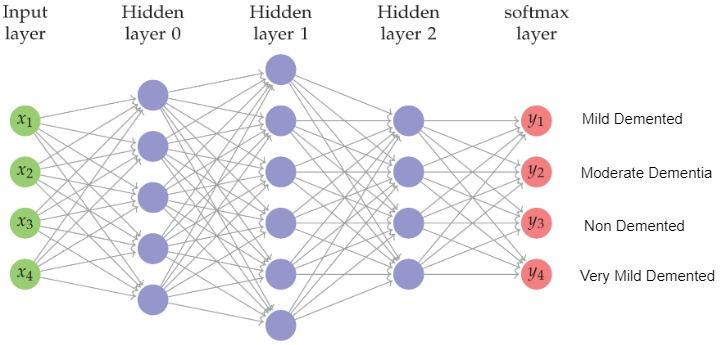 Input
layer
Hidden
layer 0
Hidden
layer 1
Hidden
layer 2
softmax
layer
x1
x2
x3
x4
y1
y2
y3
y4
Mild Demented
Moderate Dementia
Non Demented
Very Mild Demented